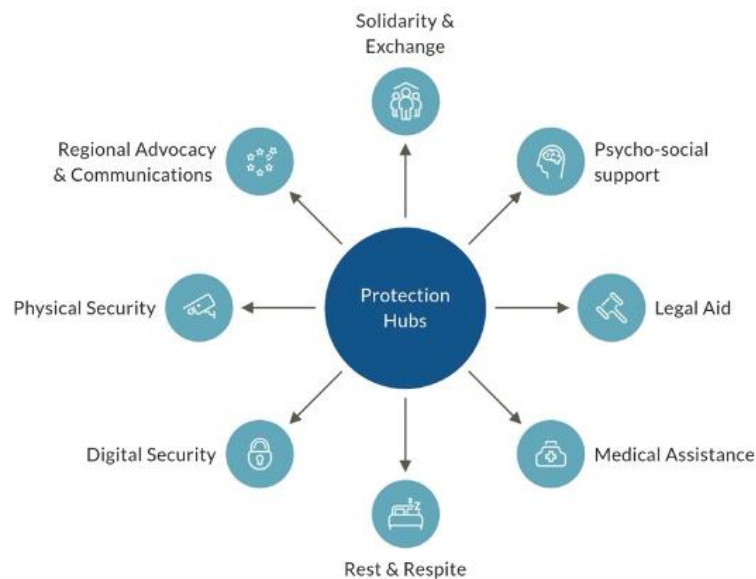 Solidarity &
Exchange
Regional Advocacy
& Communications
Psycho-social
support
Physical Security
Protection
Hubs
Legal Aid
Digital Security
Medical Assistance
Rest & Respite